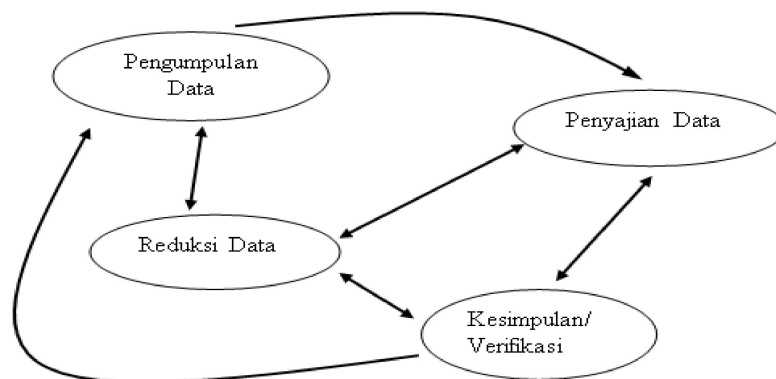 Pengumpulan
Data
Penyajian Data
Reduksi Data
Kesimpulan/
Verifikasi